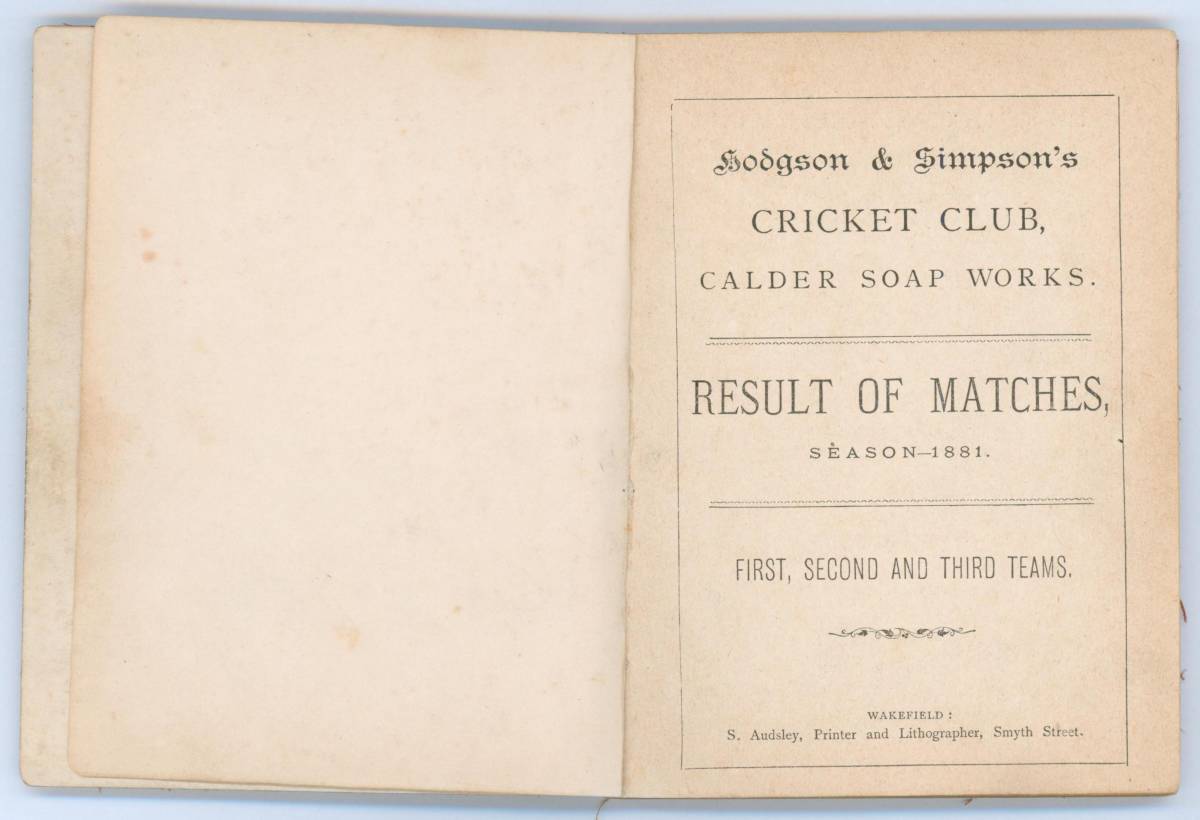 Hodgson & Simpson's
CRICKET CLUB,
CALDER SOAP WORKS.
RESULT OF MATCHES,
SEASON—1881.
FIRST, SECOND AND THIRD TEAMS.
WAKEFIELD:
S. Audsley, Printer and Lithographer, Smyth Street.